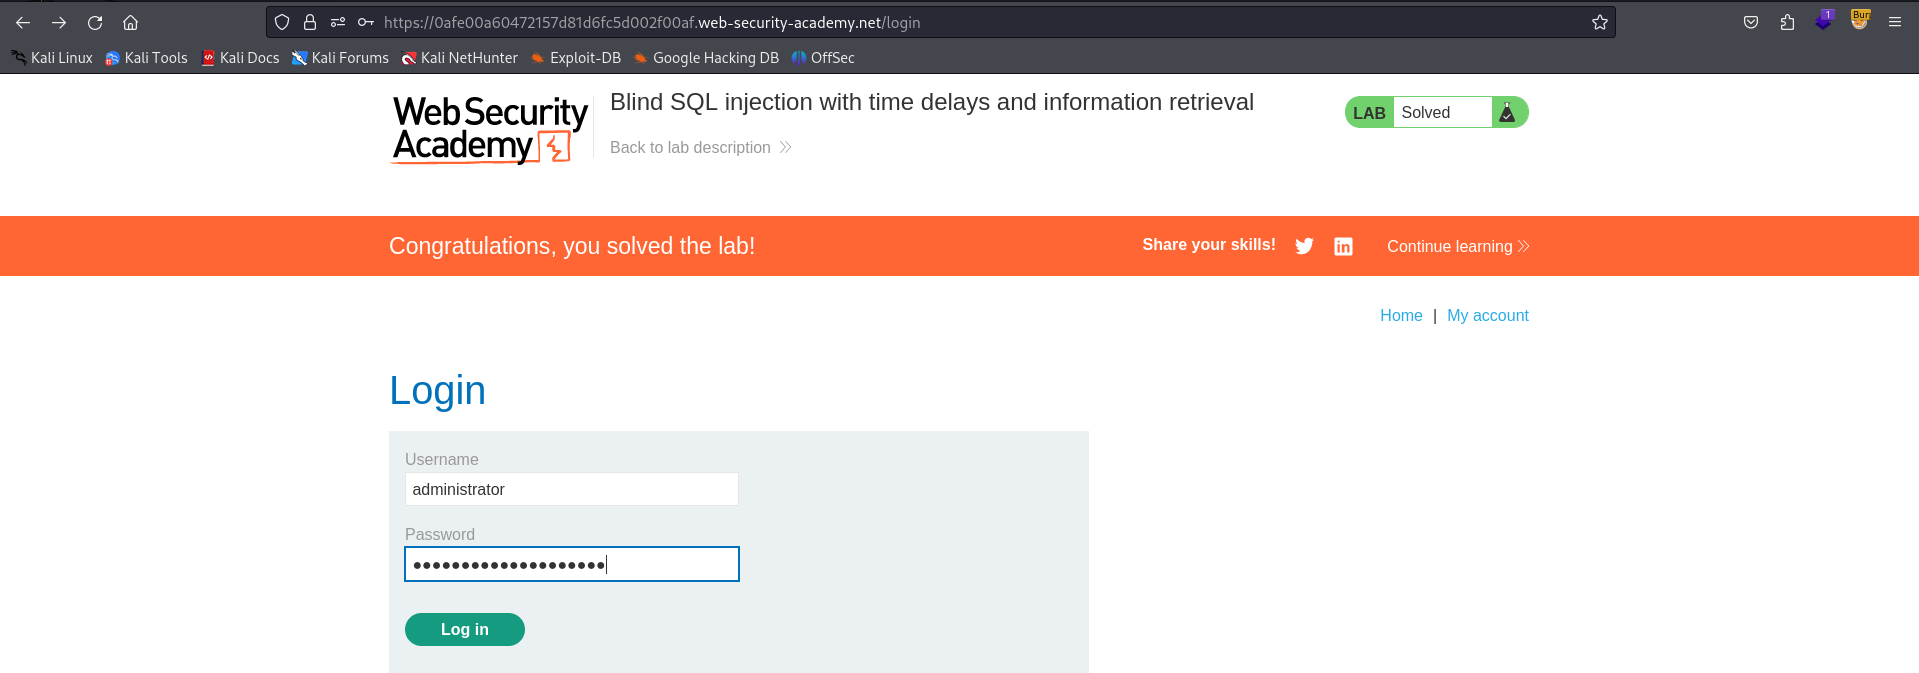 https://0afe00a60472157d81d6fc5d002f00af.web-security-academy.net/login
1
Bur
Kali Linux Kali Tools Kali Docs Kali Forums Kali NetHunter Exploit-DB Google Hacking DB OffSec
WebSecurity
Academy
Blind SQL injection with time delays and information retrieval
Back to lab description
LAB Solved
Congratulations, you solved the lab!
Share your skills!
Continue learning
Home | My account
Login
Username
administrator
Password
Log in